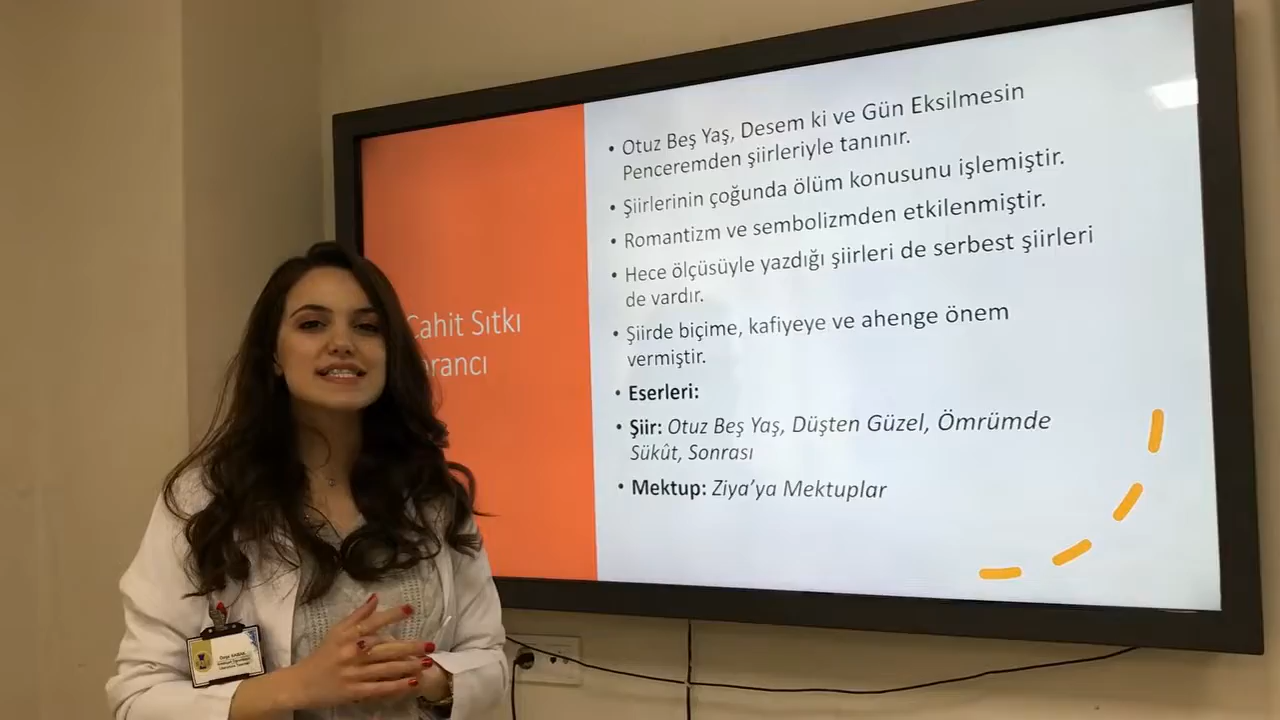 Cahit Sıtkı
arancı
• Otuz Beş Yaş, Desem ki ve Gün Eksilmesin
Penceremden şiirleriyle tanınır.
• Şiirlerinin çoğunda ölüm konusunu işlemiştir.
• Romantizm ve sembolizmden etkilenmiştir.
• Hece ölçüsüyle yazdığı şiirleri de serbest şiirleri
de vardır.
• Şiirde biçime, kafiyeye ve ahenge önem
vermiştir.
• Eserleri:
• Şiir: Otuz Beş Yaş, Düşten Güzel, Ömrümde
Sükût, Sonrası
• Mektup: Ziya’ya Mektuplar